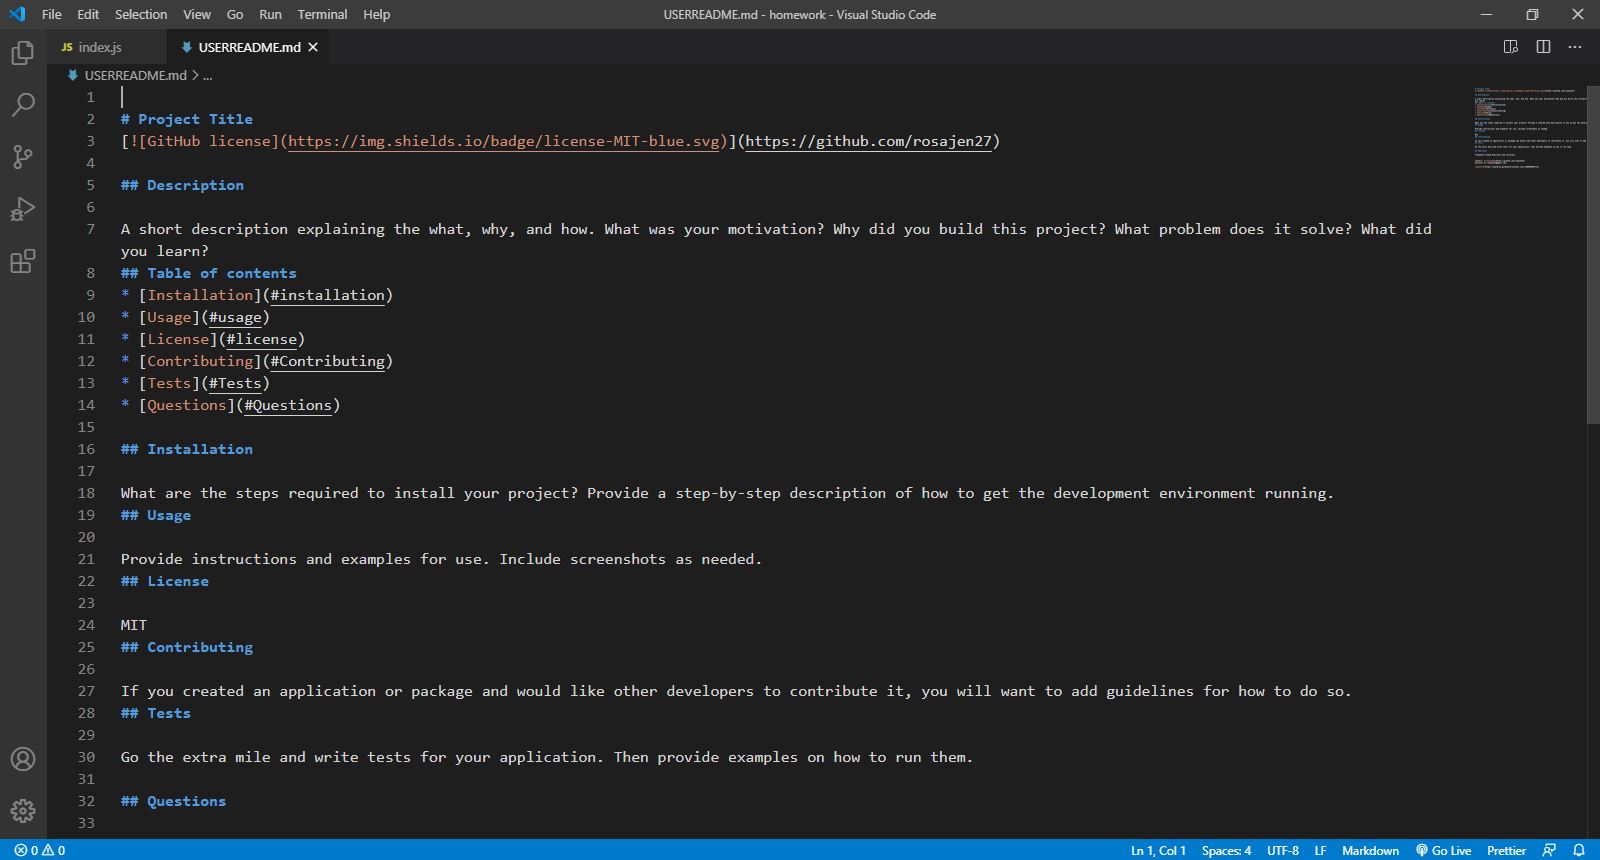 File Edit Selection View Go Run Terminal Help USERREADME.md - homework - Visual Studio Code
JS index.js USERREADME.md
USERREADME.md > ...
1
2 # Project Title
3 [![GitHub license](https://img.shields.io/badge/license-MIT-blue.svg)](https://github.com/rosajen27)
4
5 ## Description
6
7 A short description explaining the what, why, and how. What was your motivation? Why did you build this project? What problem does it solve? What did
you learn?
8 ## Table of contents
9 * [Installation](#installation)
10 * [Usage](#usage)
11 * [License](#license)
12 * [Contributing](#Contributing)
13 * [Tests](#Tests)
14 * [Questions](#Questions)
15
16 ## Installation
17
18 What are the steps required to install your project? Provide a step-by-step description of how to get the development environment running.
19 ## Usage
20
21 Provide instructions and examples for use. Include screenshots as needed.
22 ## License
23
24 MIT
25 ## Contributing
26
27 If you created an application or package and would like other developers to contribute it, you will want to add guidelines for how to do so.
28 ## Tests
29
30 Go the extra mile and write tests for your application. Then provide examples on how to run them.
31
32 ## Questions
33
0 0 Ln 1, Col 1 Spaces: 4 UTF-8 LF Markdown Go Live Prettier